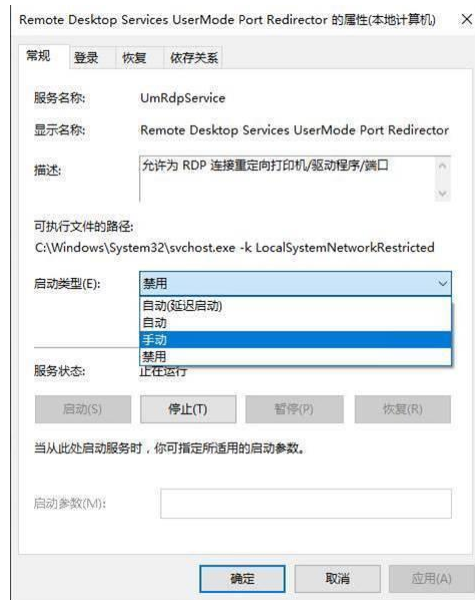 Remote Desktop Services UserMode Port Redirector 的属性(本地计算机)
常规 登录 恢复 依存关系
服务名称: UmRdpService
显示名称: Remote Desktop Services UserMode Port Redirector
描述: 允许为 RDP 连接重定向打印机/驱动程序/端口
可执行文件的路径:
C:\Windows\System32\svchost.exe -k LocalSystemNetworkRestricted
启动类型(E): 禁用
自动(延迟启动)
自动
手动
禁用
服务状态: 正在运行
启动(S) 停止(T) 暂停(P) 恢复(R)
当从此处启动服务时，你可指定所适用的启动参数。
启动参数(M):
确定 取消 应用(A)